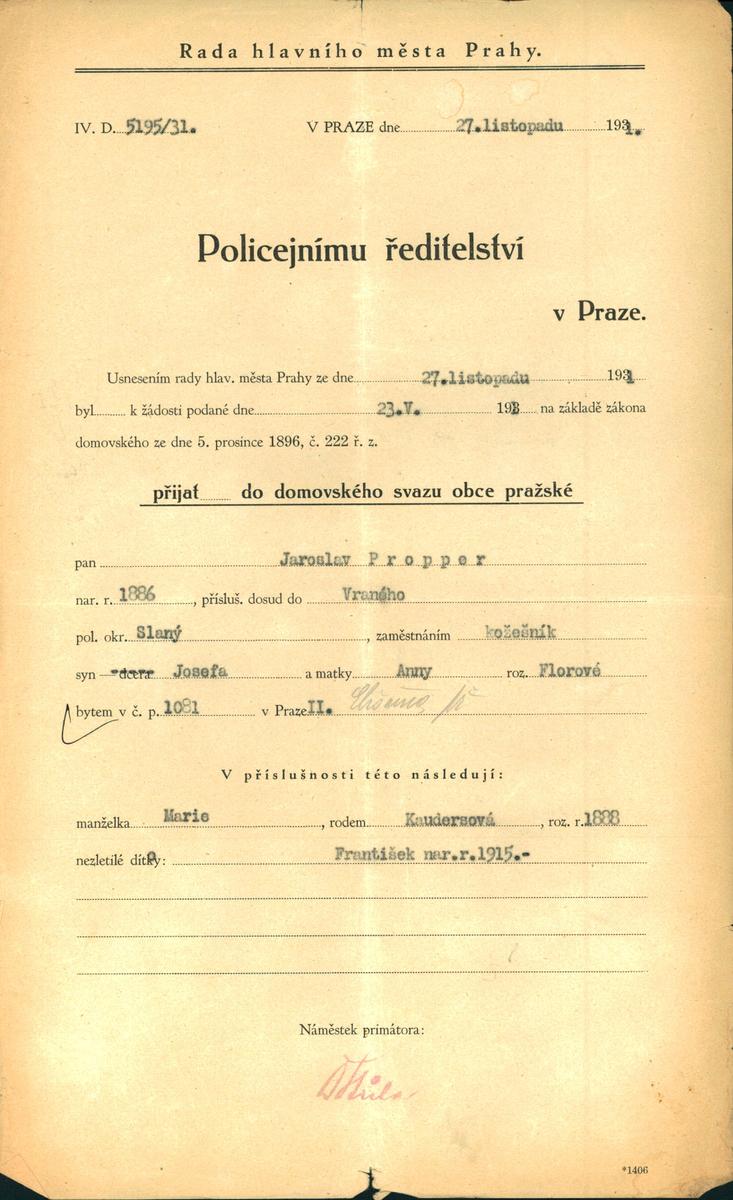 Rada hlavního města Prahy.
IV. D. 5195/31. V PRAZE dne 27.listopadu 1931.
Policejnímu ředitelství
v Praze.
Usnesením rady hlav. města Prahy ze dne 27.listopadu 1931
byl k žádosti podané dne 23.V. 193 na základě zákona
domovského ze dne 5. prosince 1896, č. 222 ř. z.
přijat do domovského svazu obce pražské
pan Jaroslav Propper
nar. r. 1886, přísluš. dosud do Vraného
pol. okr. Slaný, zaměstnáním kožešník
syn — dcera Josefa a matky Anny roz. Florové
bytem v č. p. 1081 v Praze II.
V příslušnosti této následují:
manželka Marie, rodem Kaudersová, roz. r. 1888
nezletilé dítko: František nar.r.1915.-
Náměstek primátora:
*1406